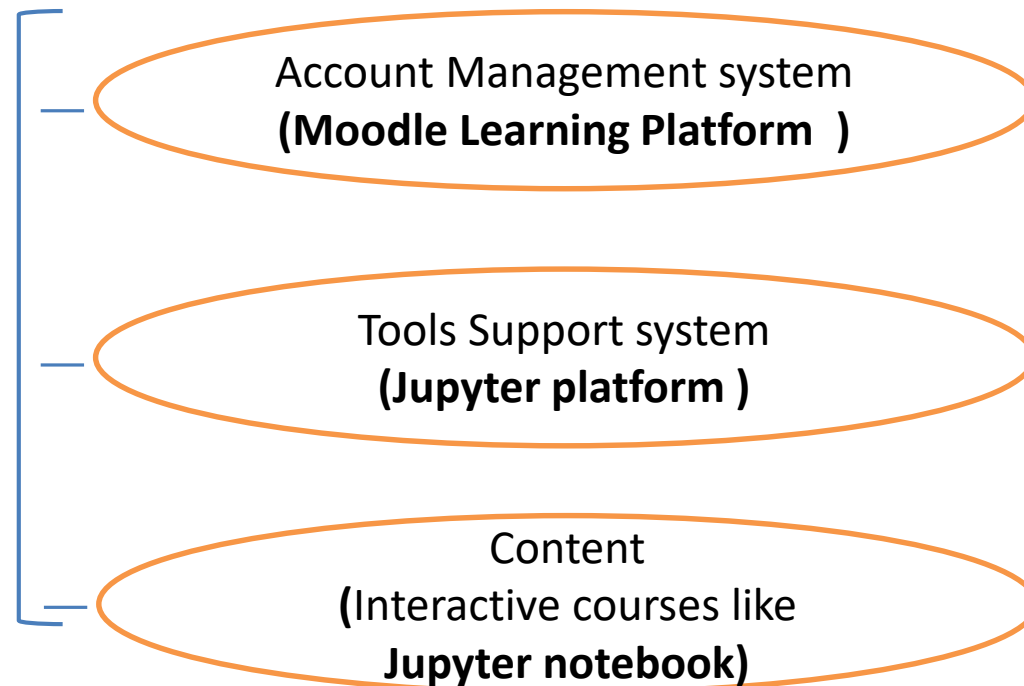 Account Management system
(Moodle Learning Platform  )
Tools Support system
(Jupyter platform )
Content
(Interactive courses like
Jupyter notebook)